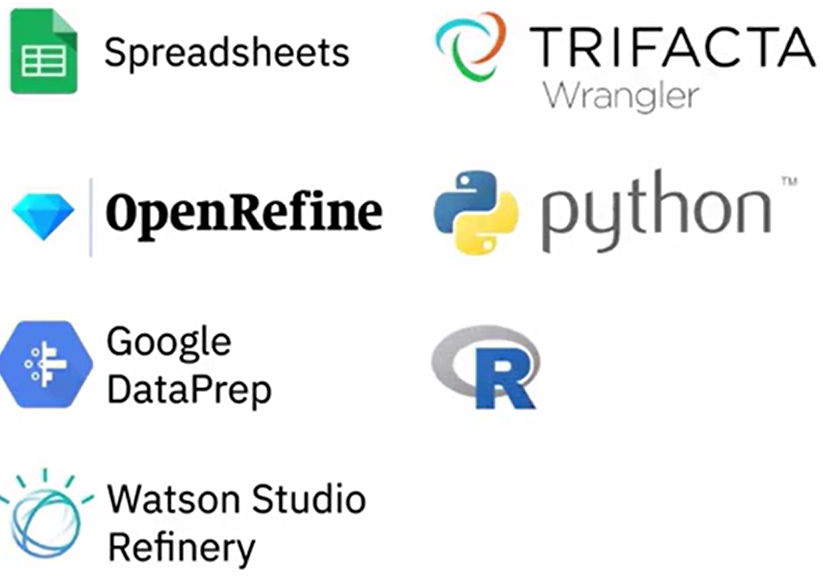 Spreadsheets
TRIFACTA
Wrangler
OpenRefine
python™
Google
DataPrep
R
Watson Studio
Refinery